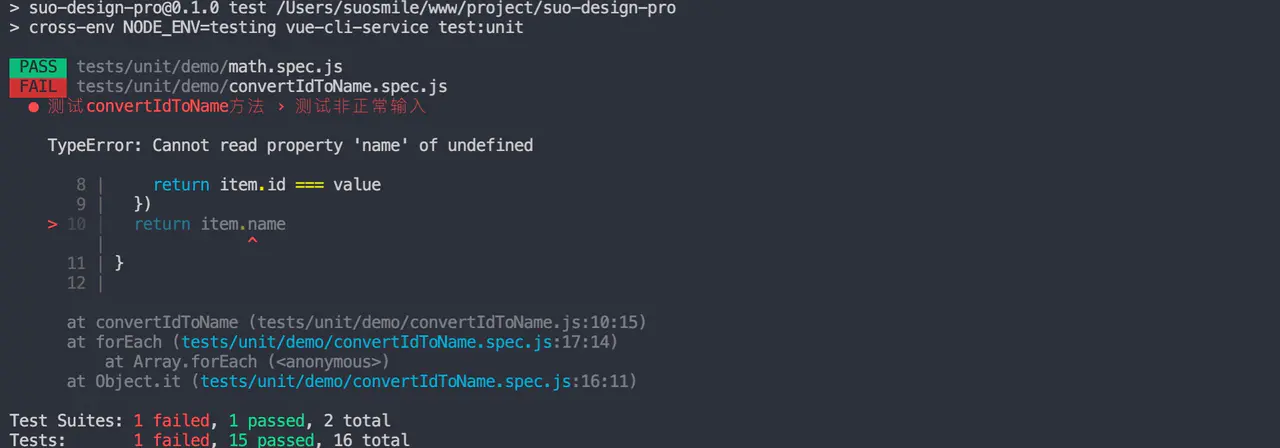 > suo-design-pro@0.1.0 test /Users/suosmile/www/project/suo-design-pro
> cross-env NODE_ENV=testing vue-cli-service test:unit
PASS tests/unit/demo/math.spec.js
FAIL tests/unit/demo/convertIdToName.spec.js
● 测试convertIdToName方法 › 测试非正常输入
TypeError: Cannot read property 'name' of undefined
8 | return item.id === value
9 | })
> 10 | return item.name
| ^
11 | }
12 |
at convertIdToName (tests/unit/demo/convertIdToName.js:10:15)
at forEach (tests/unit/demo/convertIdToName.spec.js:17:14)
at Array.forEach (<anonymous>)
at Object.it (tests/unit/demo/convertIdToName.spec.js:16:11)
Test Suites: 1 failed, 1 passed, 2 total
Tests: 1 failed, 15 passed, 16 total